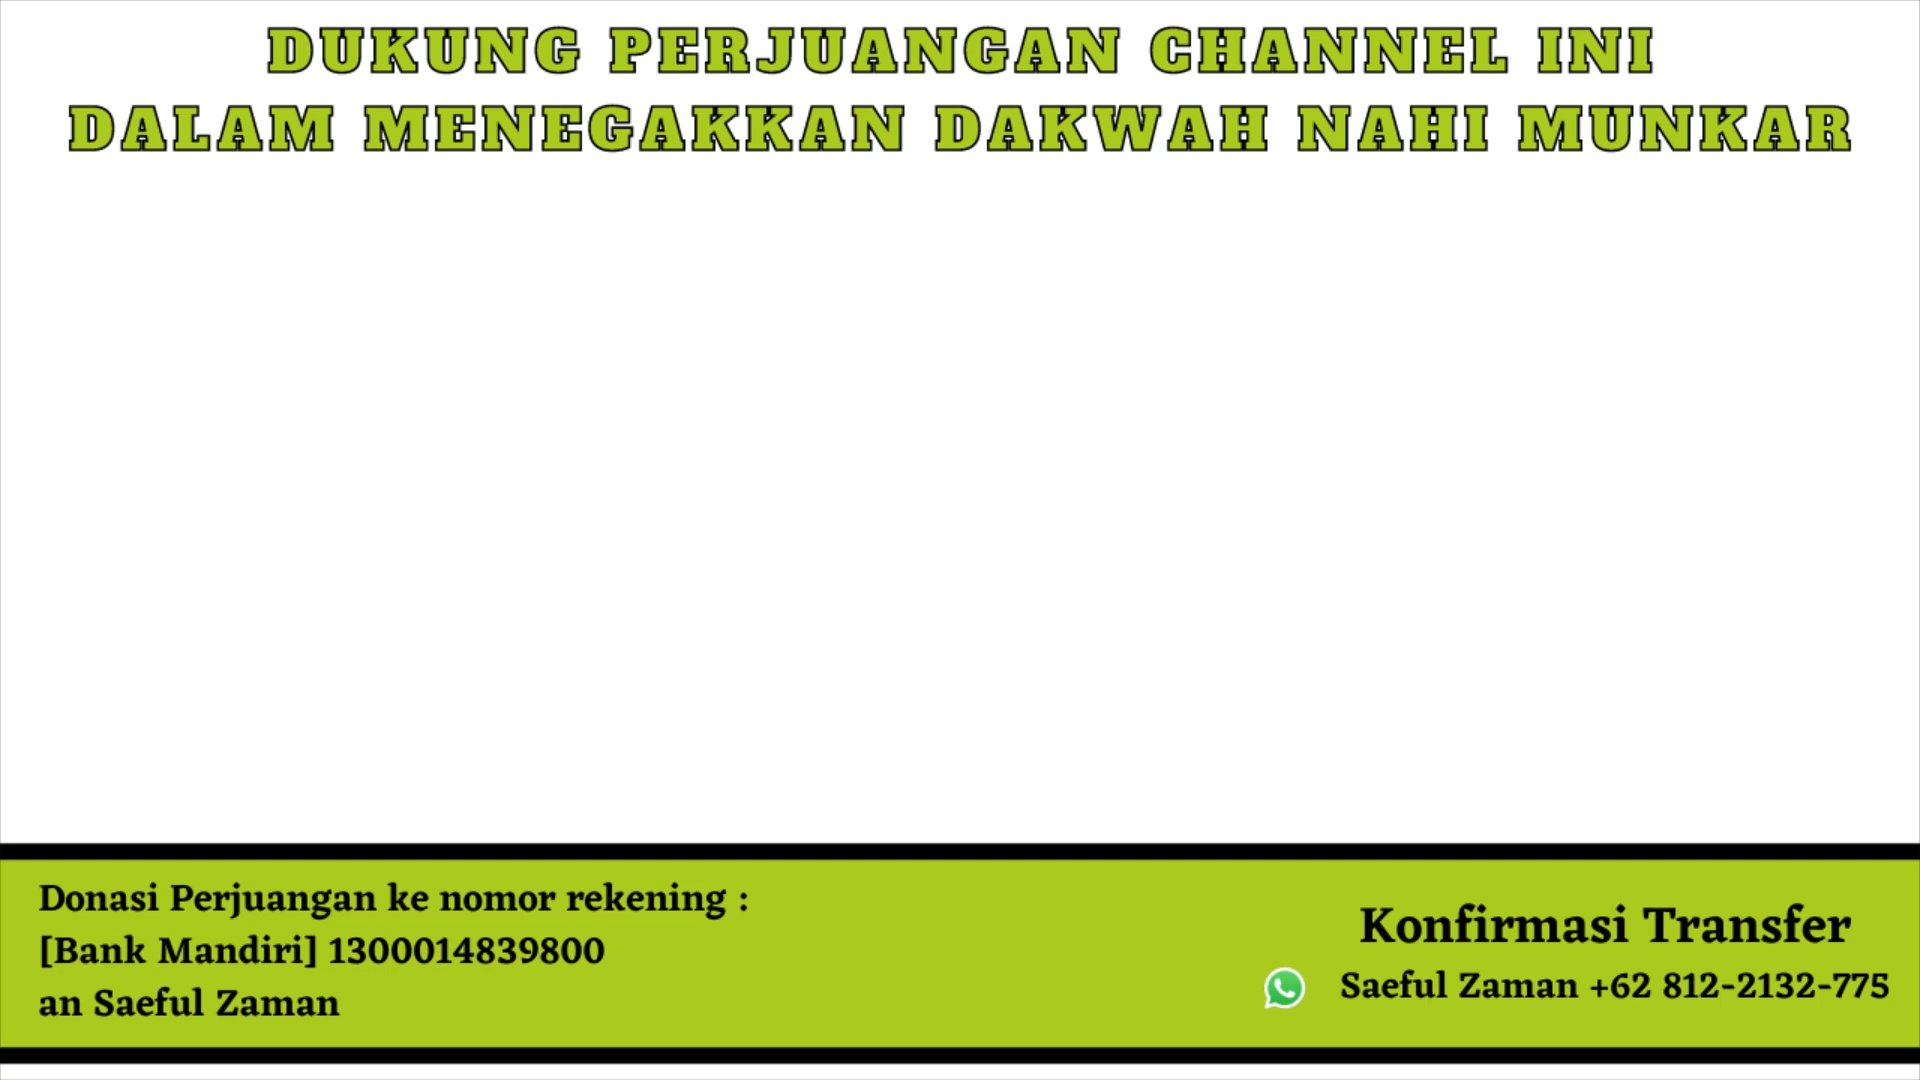 DUKUNG PERJUANGAN CHANNEL INI
DALAM MENEGAKKAN DAKWAH NAHI MUNKAR
Donasi Perjuangan ke nomor rekening :
[Bank Mandiri] 1300014839800
an Saeful Zaman
Konfirmasi Transfer
Saeful Zaman +62 812-2132-775